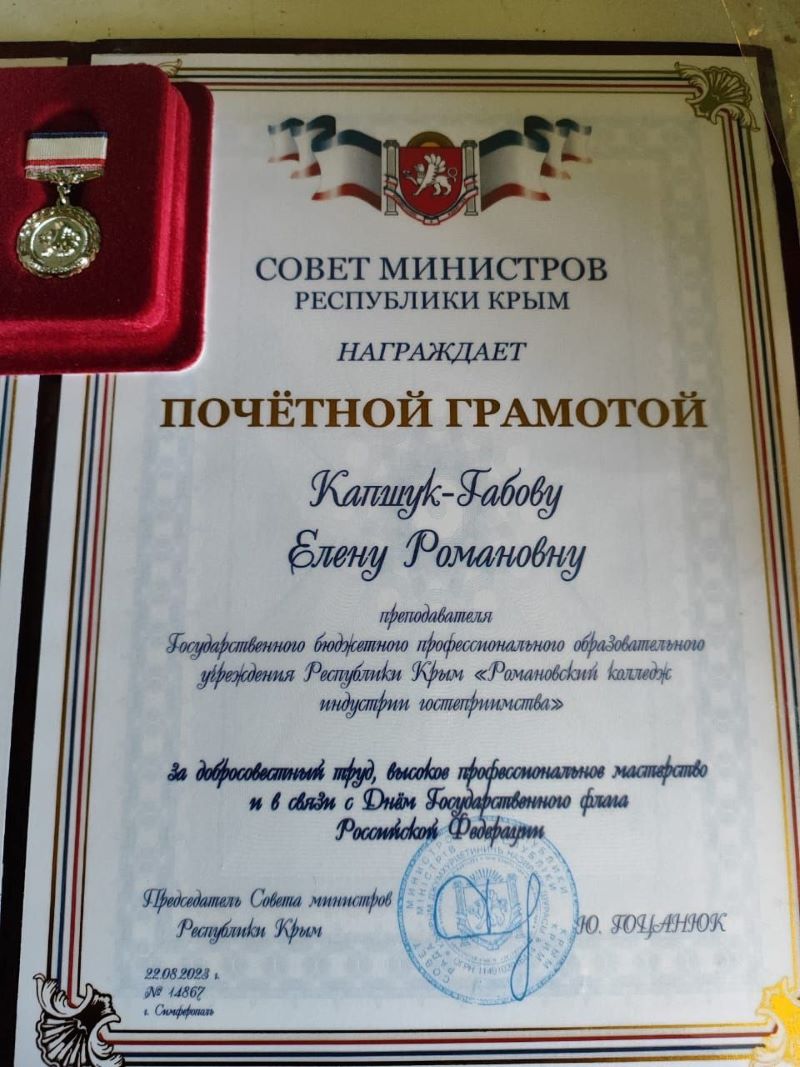 СОВЕТ МИНИСТРОВ
РЕСПУБЛИКИ КРЫМ
НАГРАЖДАЕТ
ПОЧЁТНОЙ ГРАМОТОЙ
Капшук-Габову
Елену Романовну
преподавателя
Государственного бюджетного профессионального образовательного
учреждения Республики Крым «Романовский колледж
индустрии гостеприимства»
за добросовестный труд, высокое профессиональное мастерство
и в связи с Днём Государственного флага
Российской Федерации
Председатель Совета министров
Республики Крым
Ю. ГОЦАНЮК
22.08.2023 г.
№ 14867
г. Симферополь